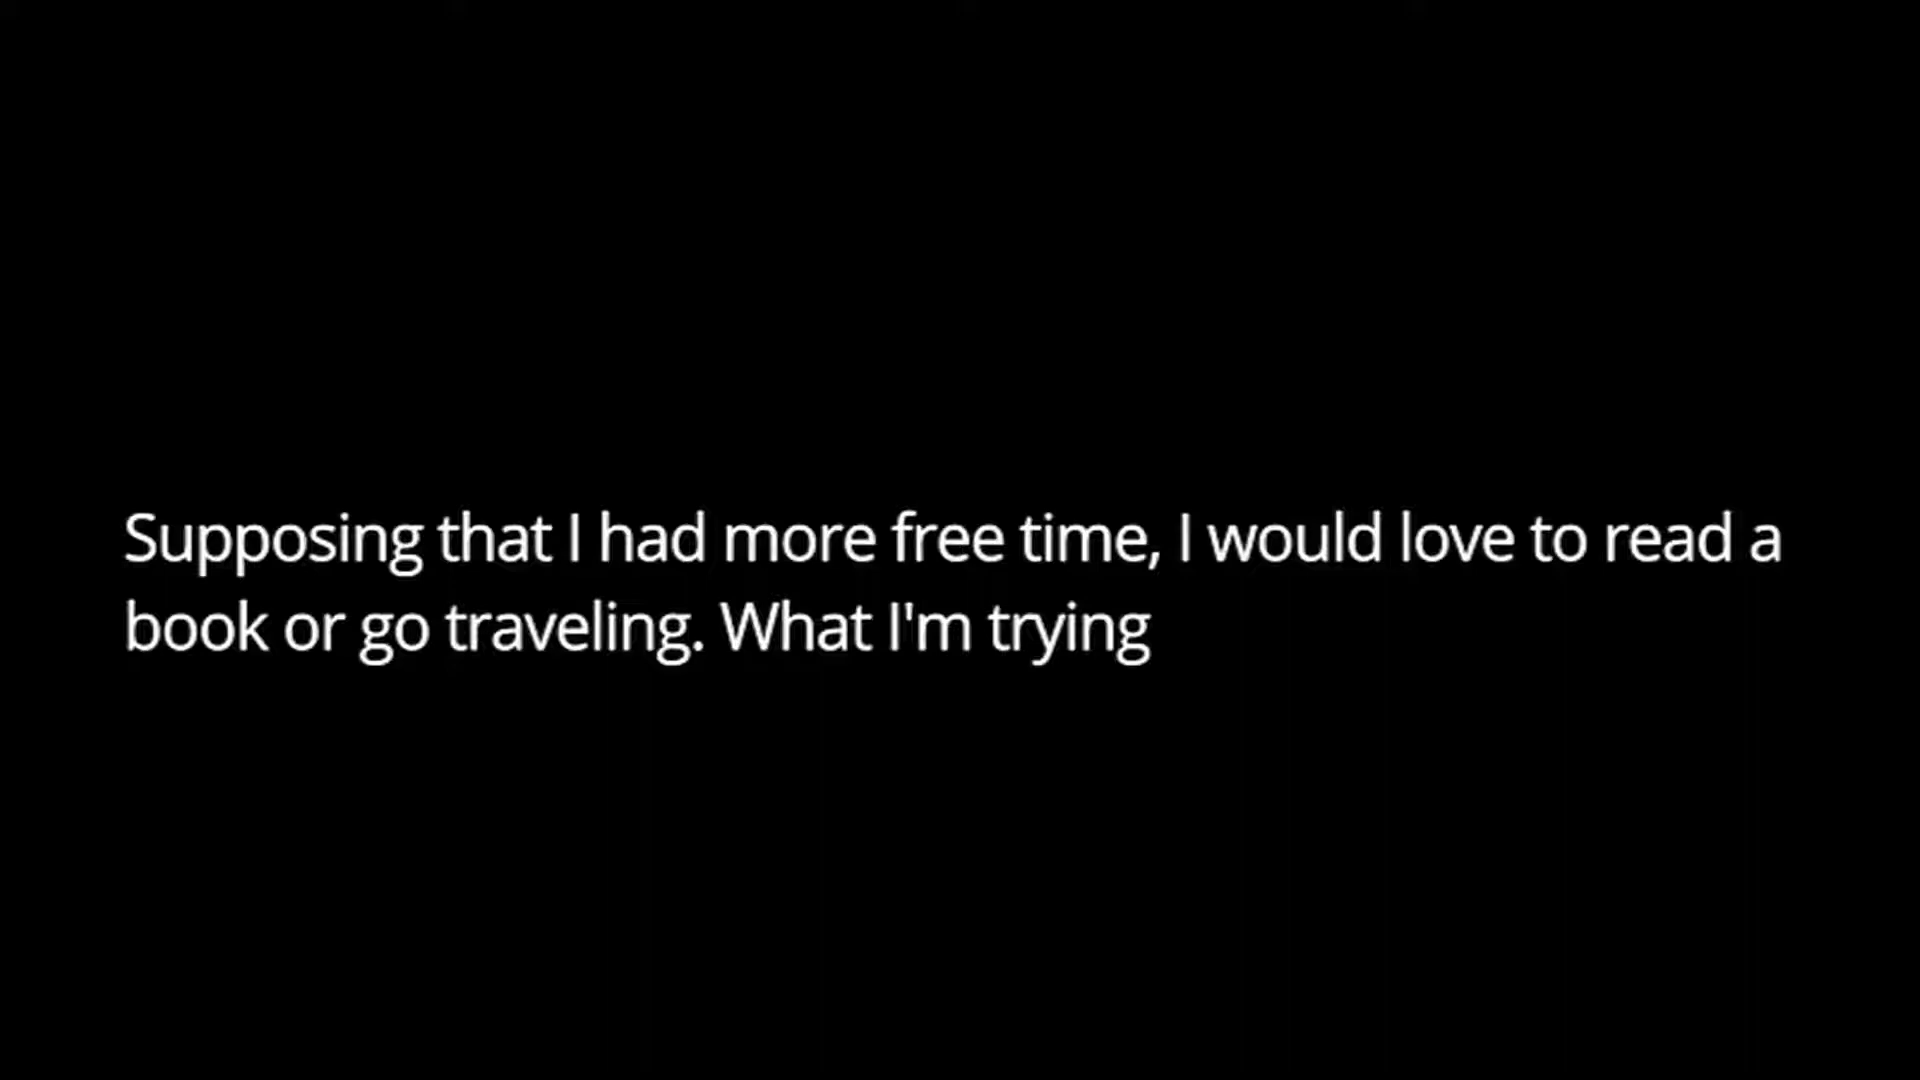 Supposing that I had more free time, I would love to read a
book or go traveling. What I'm trying